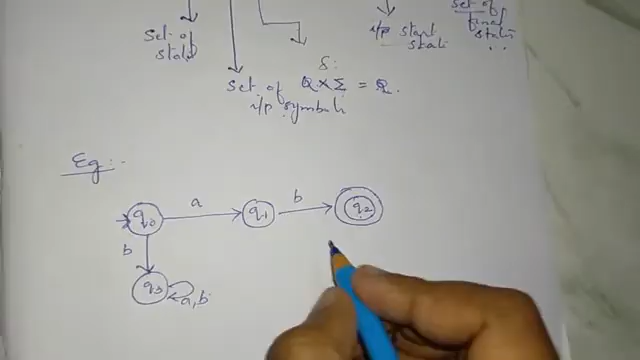 set of
final
states
i/p start
state
set of
states
δ:
set of Q×Σ = Q.
i/p symbols
Eg:-
q0 a q1 b q2
b
q3 a,b